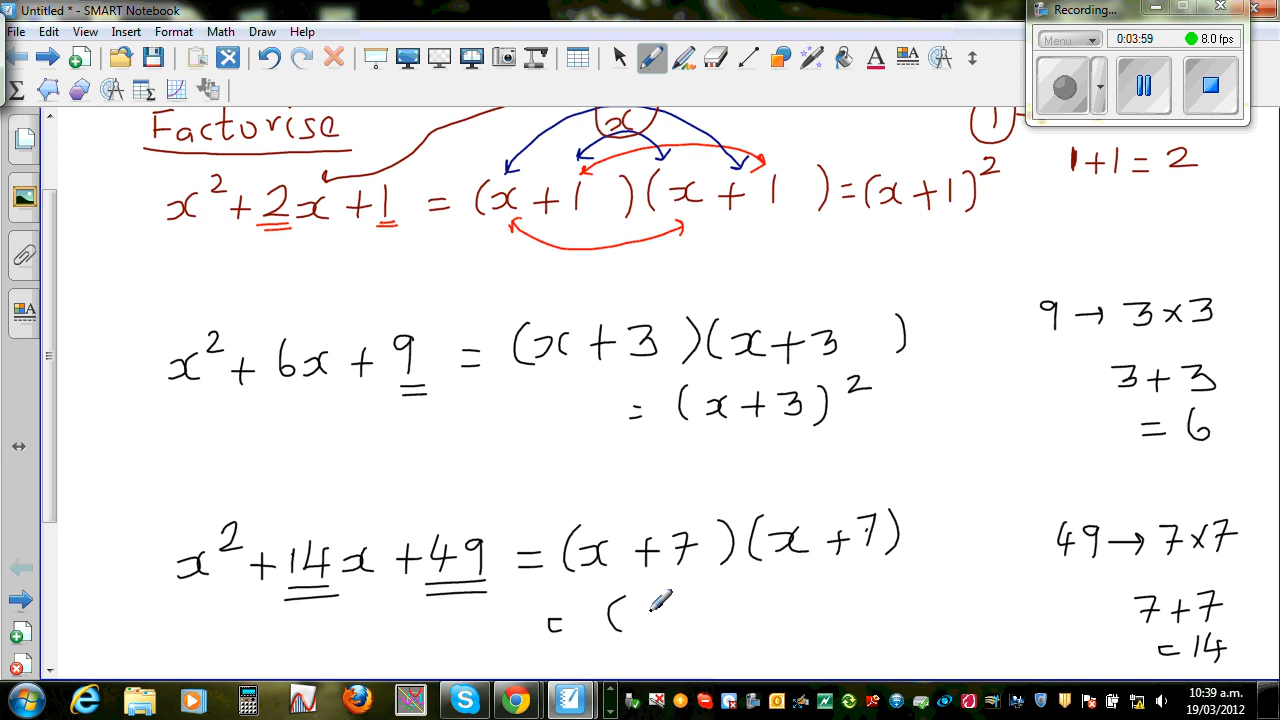 Untitled * - SMART Notebook
Recording...
File Edit View Insert Format Math Draw Help
Menu
0:03:59
8.0 fps
Factorise
x
1
1+1 = 2
x² + 2x + 1 = (x + 1 )(x + 1 ) = (x + 1)²
9 → 3 × 3
x² + 6x + 9 = (x + 3 )(x + 3 )
3 + 3
= (x + 3)²
= 6
x² + 14x + 49 = (x + 7 )(x + 7)
49 → 7 × 7
= (
7 + 7
= 14
10:39 a.m.
19/03/2012